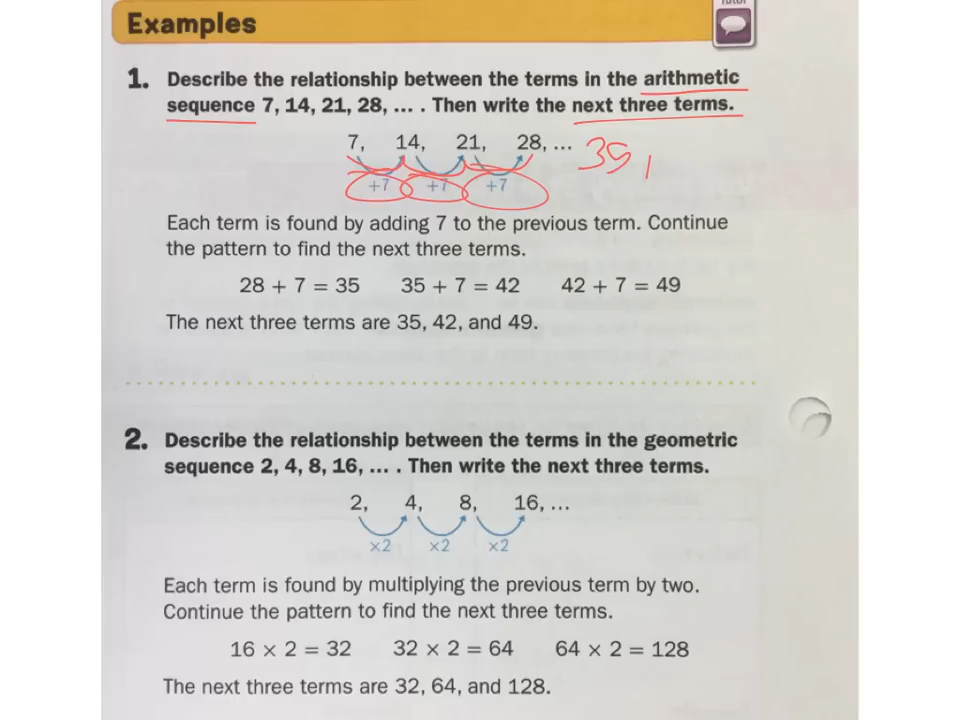 Tutor
Examples
1. Describe the relationship between the terms in the arithmetic
sequence 7, 14, 21, 28, ... . Then write the next three terms.
7, 14, 21, 28, ... 35,
+7 +7 +7
Each term is found by adding 7 to the previous term. Continue
the pattern to find the next three terms.
28 + 7 = 35 35 + 7 = 42 42 + 7 = 49
The next three terms are 35, 42, and 49.
2. Describe the relationship between the terms in the geometric
sequence 2, 4, 8, 16, ... . Then write the next three terms.
2, 4, 8, 16, ...
×2 ×2 ×2
Each term is found by multiplying the previous term by two.
Continue the pattern to find the next three terms.
16 × 2 = 32 32 × 2 = 64 64 × 2 = 128
The next three terms are 32, 64, and 128.